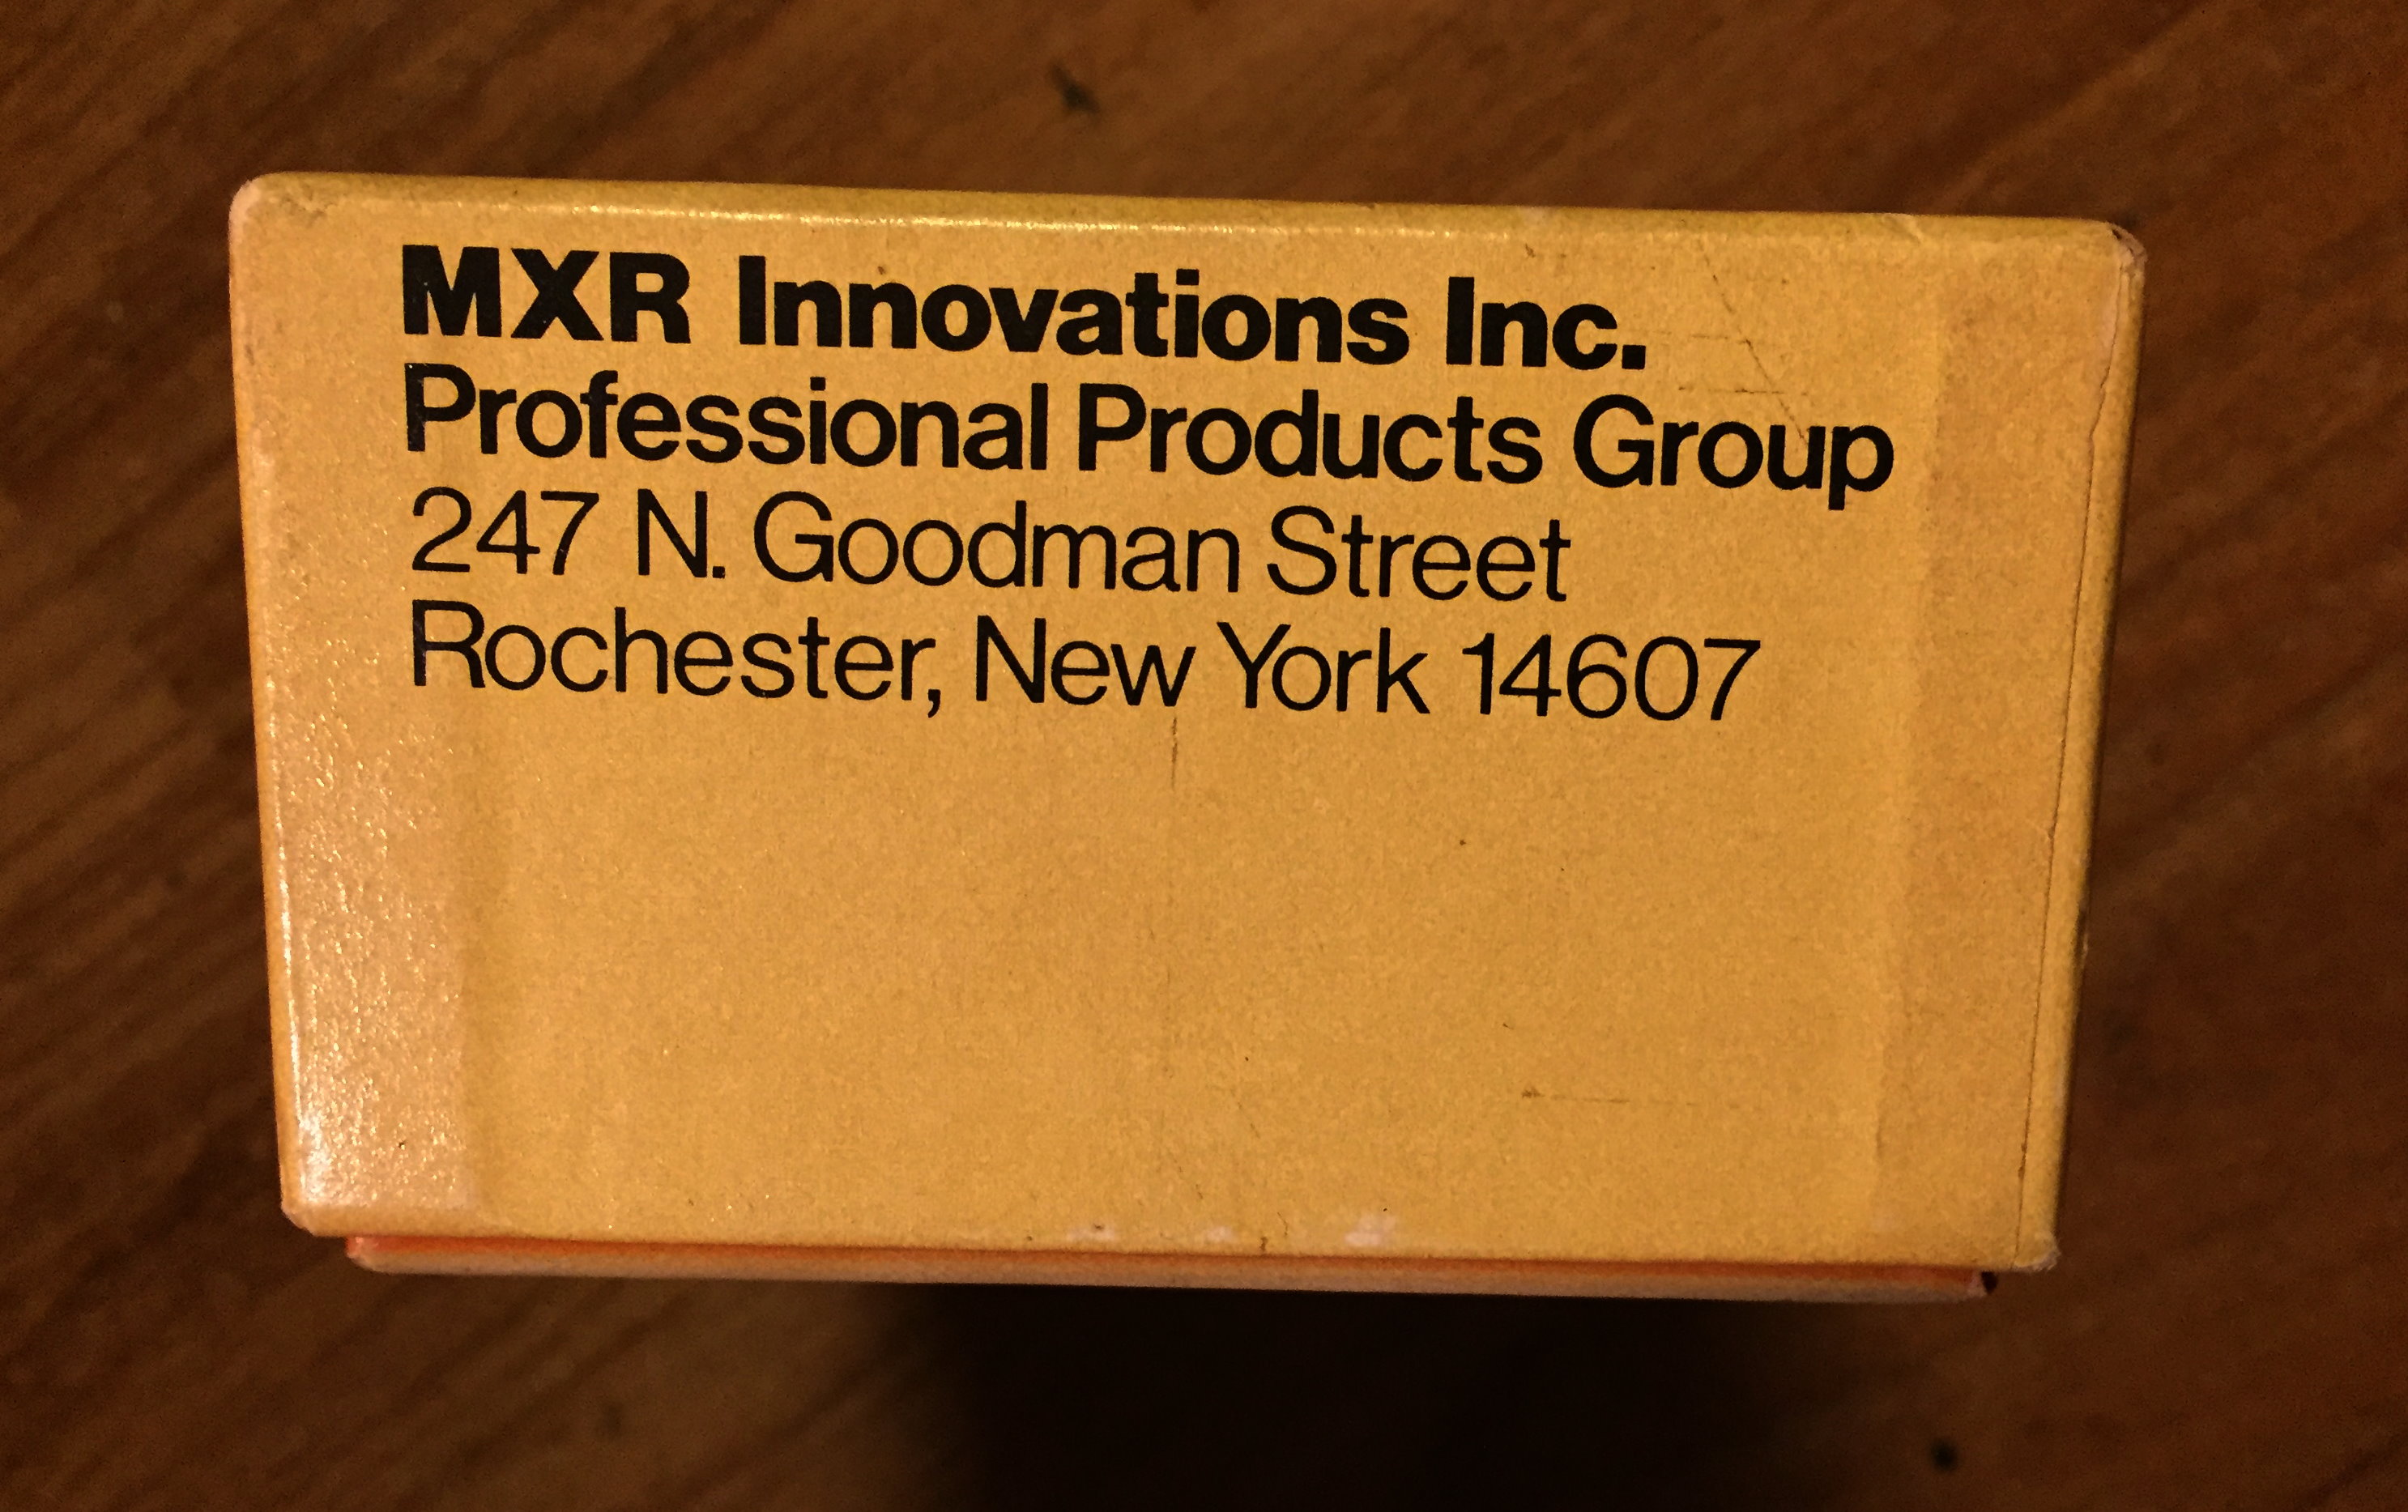 MXR Innovations Inc.
Professional Products Group
247 N. Goodman Street
Rochester, New York 14607